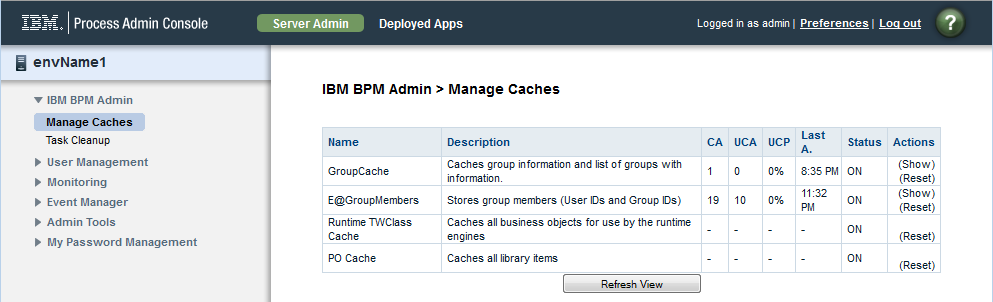 IBM. Process Admin Console Server Admin Deployed Apps Logged in as admin | Preferences | Log out ?
envName1
IBM BPM Admin
Manage Caches
Task Cleanup
User Management
Monitoring
Event Manager
Admin Tools
My Password Management
IBM BPM Admin > Manage Caches
Name Description CA UCA UCP Last A. Status Actions
GroupCache Caches group information and list of groups with information. 1 0 0% 8:35 PM ON (Show) (Reset)
E@GroupMembers Stores group members (User IDs and Group IDs) 19 10 0% 11:32 PM ON (Show) (Reset)
Runtime TWClass Cache Caches all business objects for use by the runtime engines - - - - ON (Reset)
PO Cache Caches all library items - - - - ON (Reset)
Refresh View